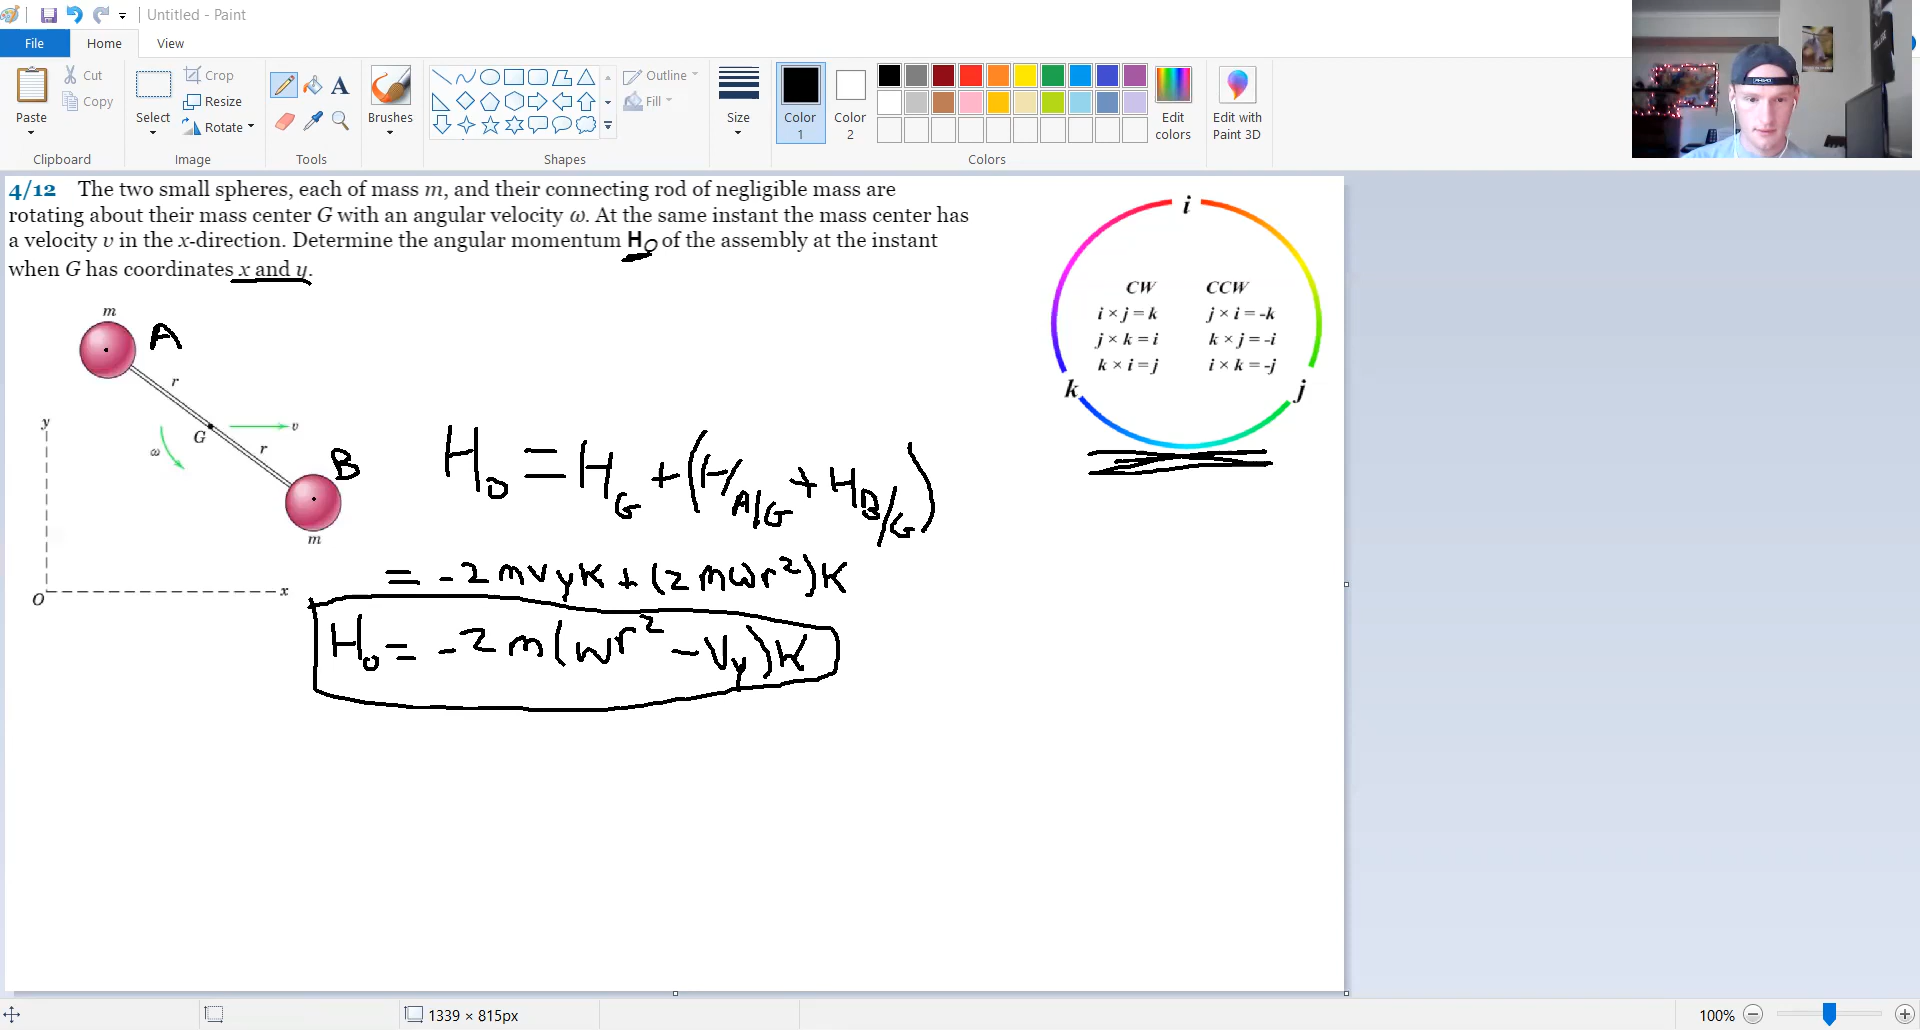 Untitled - Paint
File Home View
Paste
Cut
Copy
Clipboard
Select
Crop
Resize
Rotate
Image
A
Tools
Brushes
Outline
Fill
Shapes
Size
Color 1
Color 2
Edit colors
Edit with Paint 3D
Colors
4/12 The two small spheres, each of mass m, and their connecting rod of negligible mass are
rotating about their mass center G with an angular velocity ω. At the same instant the mass center has
a velocity v in the x-direction. Determine the angular momentum H_O of the assembly at the instant
when G has coordinates x and y.
i
CW CCW
i × j = k j × i = -k
j × k = i k × j = -i
k × i = j i × k = -j
k j
m
A
r
y
G
v
ω
r
B
m
O
x
H_O = H_G + (H_A/G + H_B/G)
= -2mvyK + (2mωr²)K
H_O = -2m(ωr² - vy)K
1339 × 815px
100%